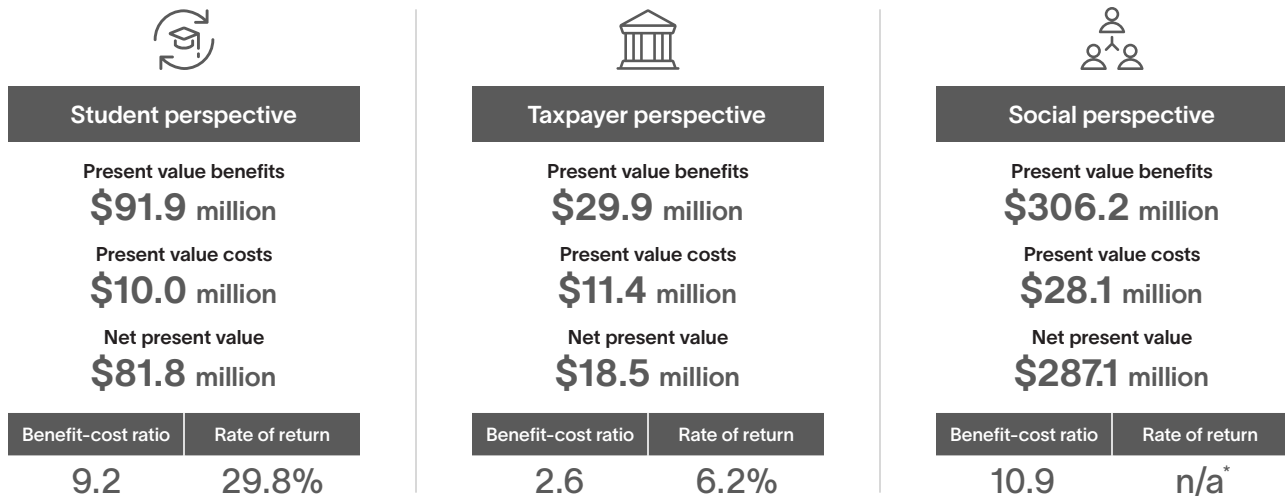 Student perspective
Present value benefits
$91.9 million
Present value costs
$10.0 million
Net present value
$81.8 million
Benefit-cost ratio
Rate of return
9.2
29.8%
Taxpayer perspective
Present value benefits
$29.9 million
Present value costs
$11.4 million
Net present value
$18.5 million
Benefit-cost ratio
Rate of return
2.6
6.2%
Social perspective
Present value benefits
$306.2 million
Present value costs
$28.1 million
Net present value
$287.1 million
Benefit-cost ratio
Rate of return
10.9
n/a*